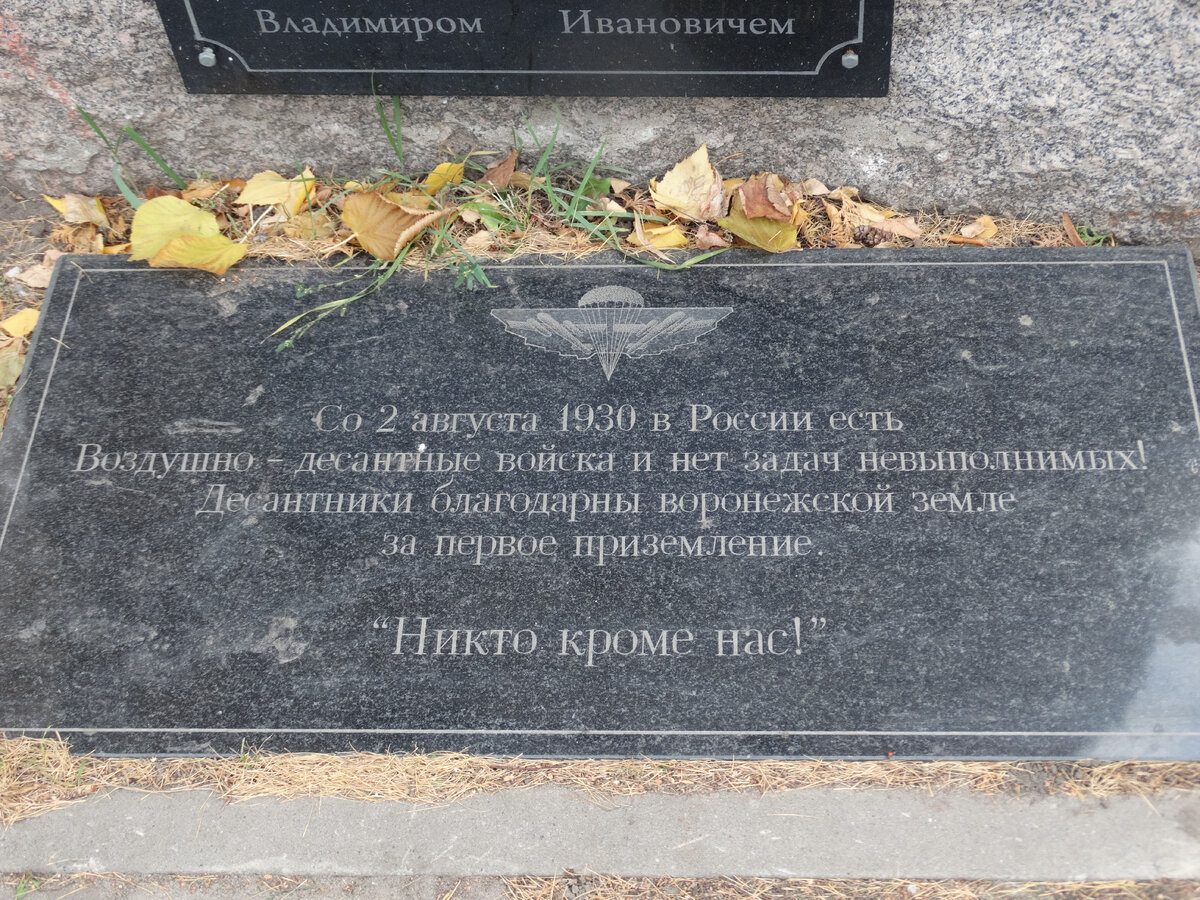 Владимиром Ивановичем
Со 2 августа 1930 в России есть
Воздушно - десантные войска и нет задач невыполнимых!
Десантники благодарны воронежской земле
за первое приземление.
“Никто кроме нас!”